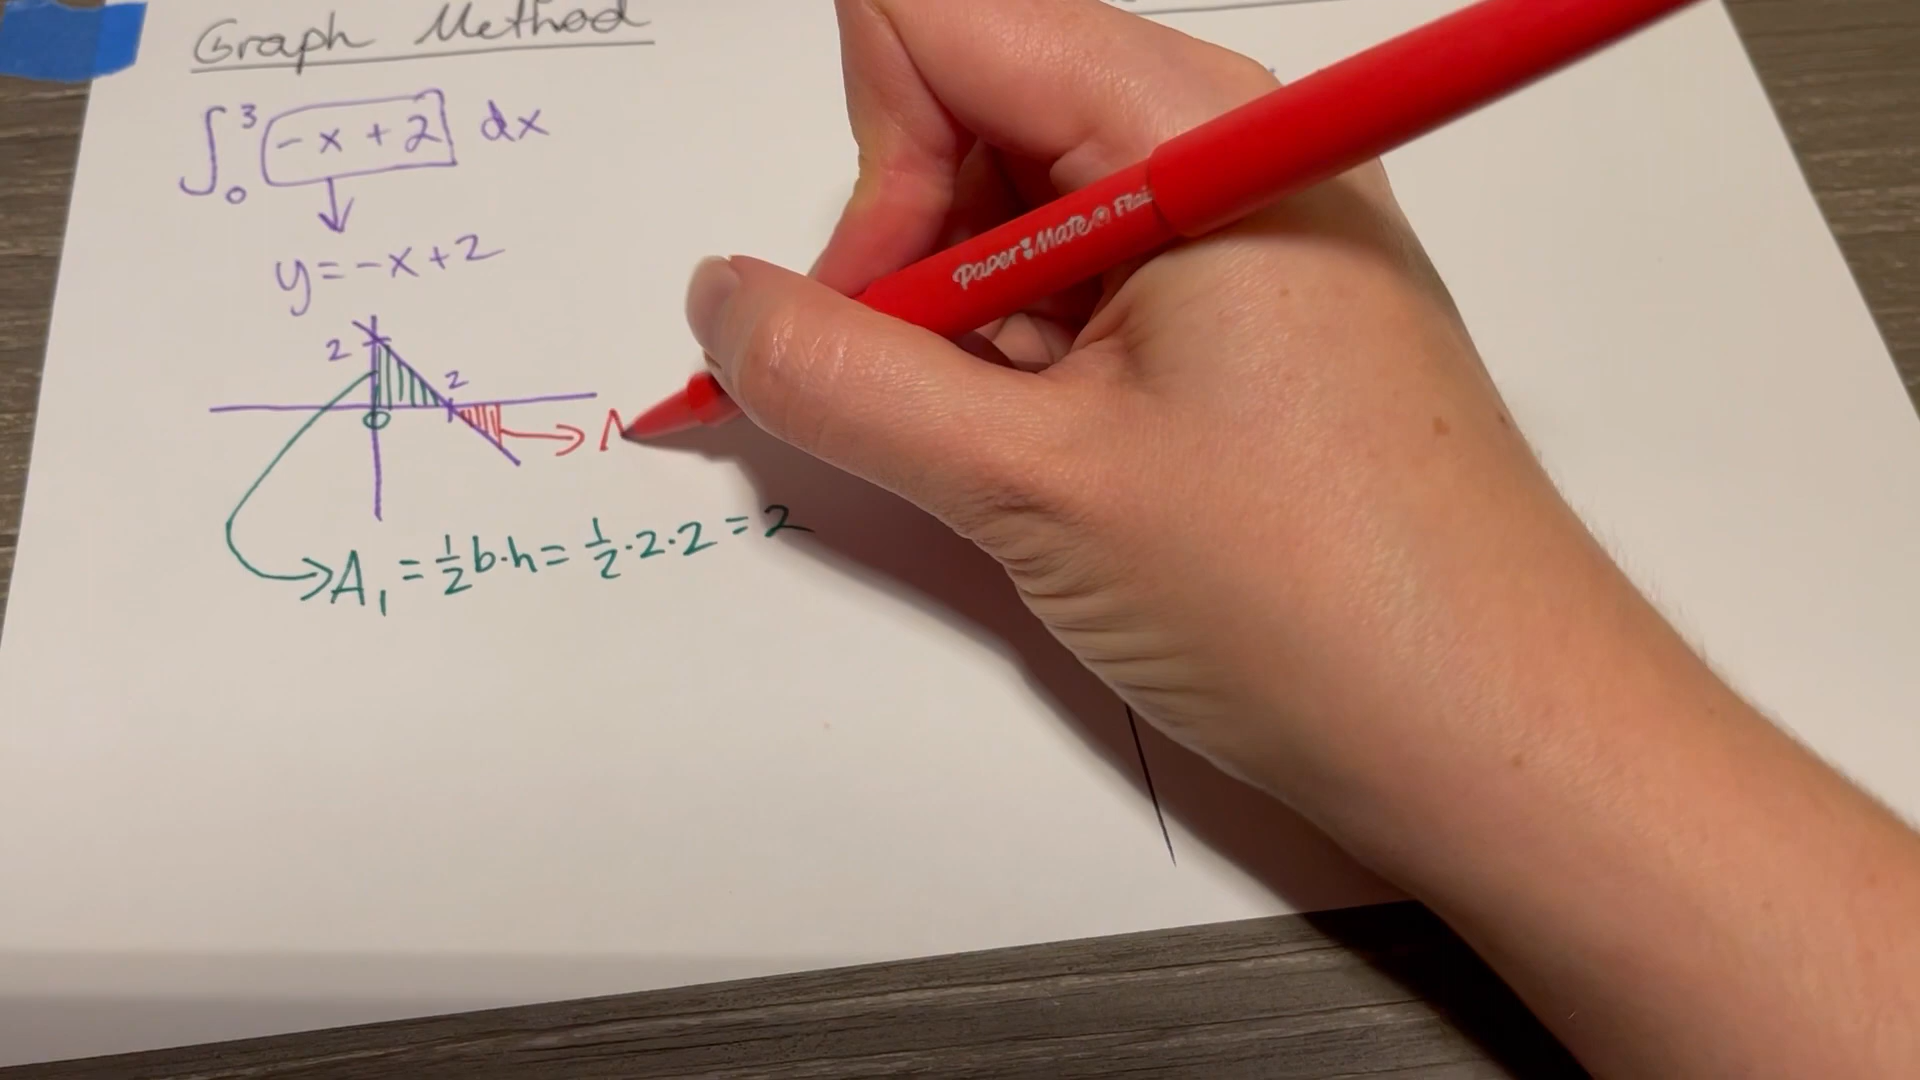 Graph Method
∫₀³ -x + 2 dx
y = -x + 2
2
2
0
A₁ = ½ b·h = ½·2·2 = 2
Paper Mate Flair